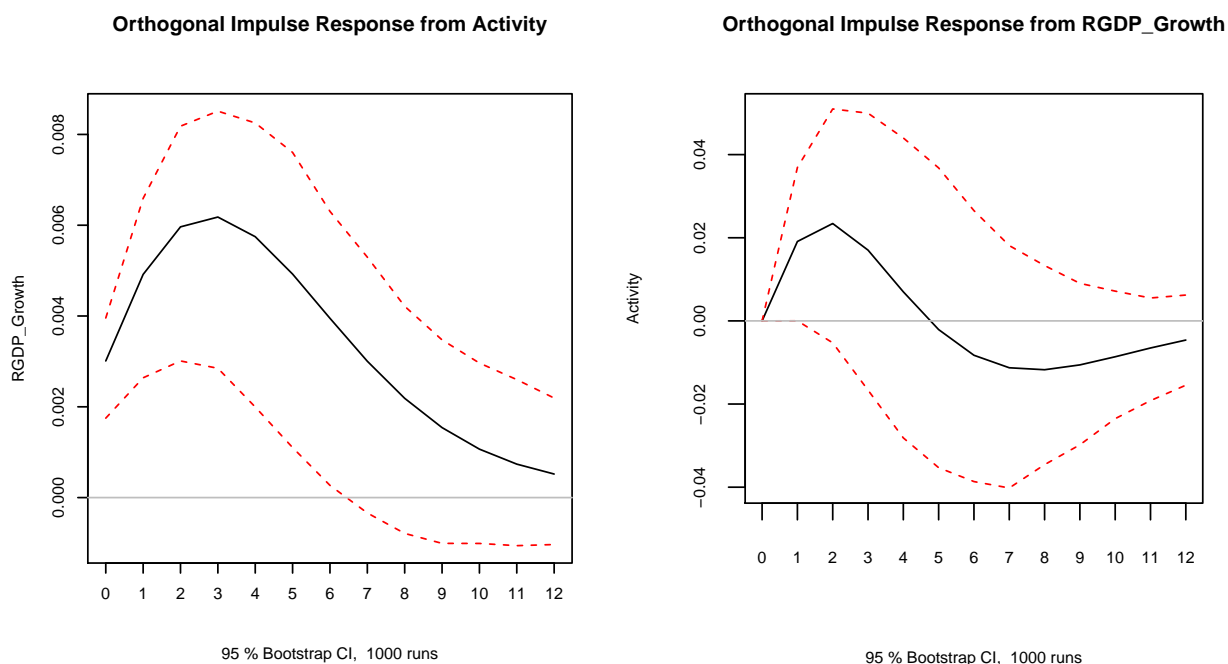 Orthogonal Impulse Response from Activity
RGDP_Growth
0.008
0.006
0.004
0.002
0.000
0 1 2 3 4 5 6 7 8 9 10 11 12
95 % Bootstrap CI,  1000 runs
Orthogonal Impulse Response from RGDP_Growth
Activity
0.04
0.02
0.00
−0.02
−0.04
0 1 2 3 4 5 6 7 8 9 10 11 12
95 % Bootstrap CI,  1000 runs